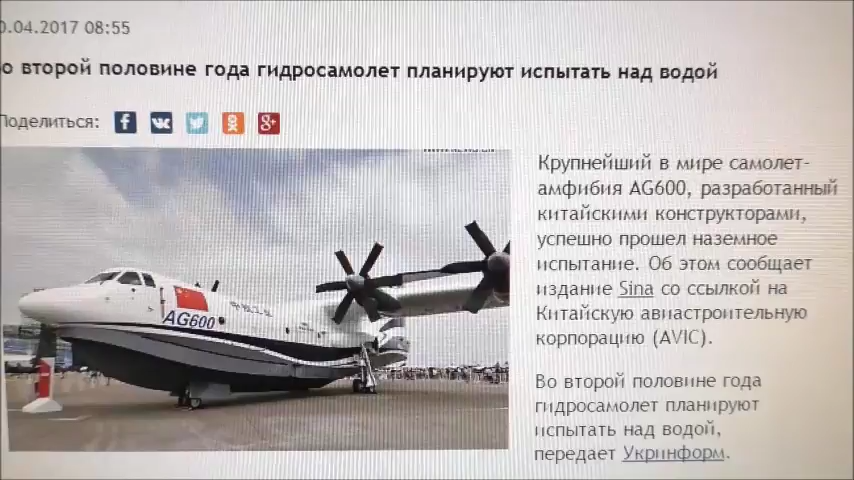 0.04.2017 08:55
о второй половине года гидросамолет планируют испытать над водой
Поделиться:
Крупнейший в мире самолет-
амфибия AG600, разработанный
китайскими конструкторами,
успешно прошел наземное
испытание. Об этом сообщает
издание Sina со ссылкой на
Китайскую авиастроительную
корпорацию (AVIC).
AG600
Во второй половине года
гидросамолет планируют
испытать над водой,
передает Укринформ.